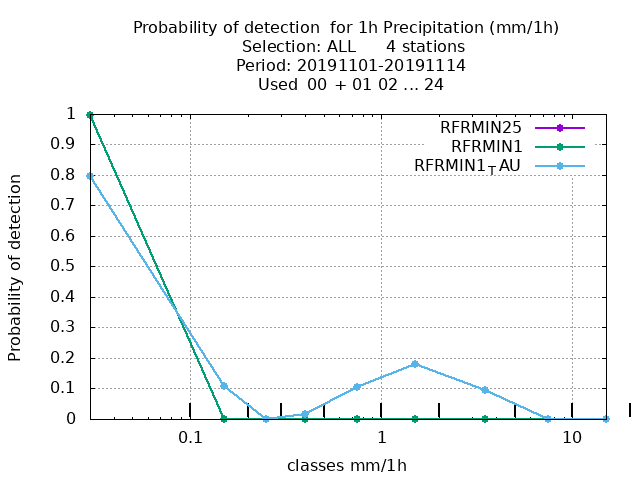 Probability of detection  for 1h Precipitation (mm/1h)
Selection: ALL      4 stations
Period: 20191101-20191114
Used  00  + 01 02 ... 24
1
0.9
0.8
0.7
0.6
0.5
0.4
0.3
0.2
0.1
0
Probability of detection
RFRMIN25
RFRMIN1
RFRMIN1TAU
0.1
1
10
classes mm/1h